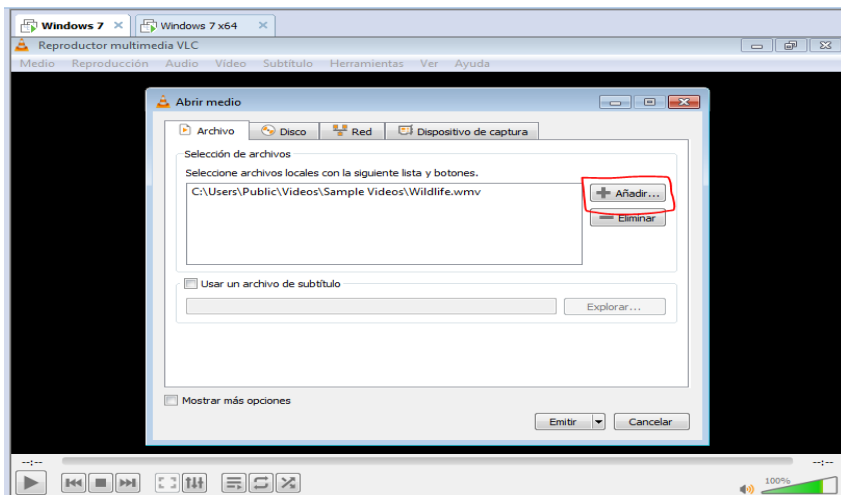 Windows 7 × Windows 7 x64 ×
Reproductor multimedia VLC
Medio Reproducción Audio Vídeo Subtítulo Herramientas Ver Ayuda
Abrir medio
Archivo Disco Red Dispositivo de captura
Selección de archivos
Seleccione archivos locales con la siguiente lista y botones.
C:\Users\Public\Videos\Sample Videos\Wildlife.wmv
Añadir...
Eliminar
Usar un archivo de subtítulo
Explorar...
Mostrar más opciones
Emitir Cancelar
--:-- --:--
100%